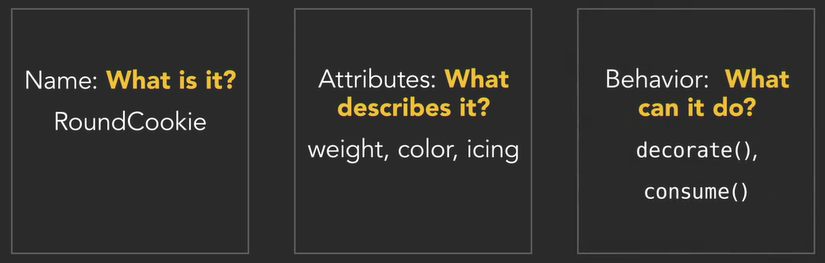 Name: What is it?
RoundCookie
Attributes: What
describes it?
weight, color, icing
Behavior: What
can it do?
decorate(),
consume()